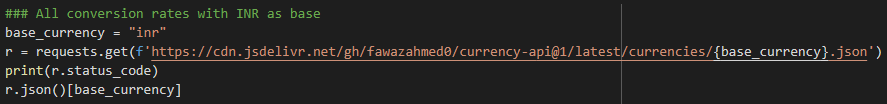 ### All conversion rates with INR as base
base_currency = "inr"
r = requests.get(f'https://cdn.jsdelivr.net/gh/fawazahmed0/currency-api@1/latest/currencies/{base_currency}.json')
print(r.status_code)
r.json()[base_currency]